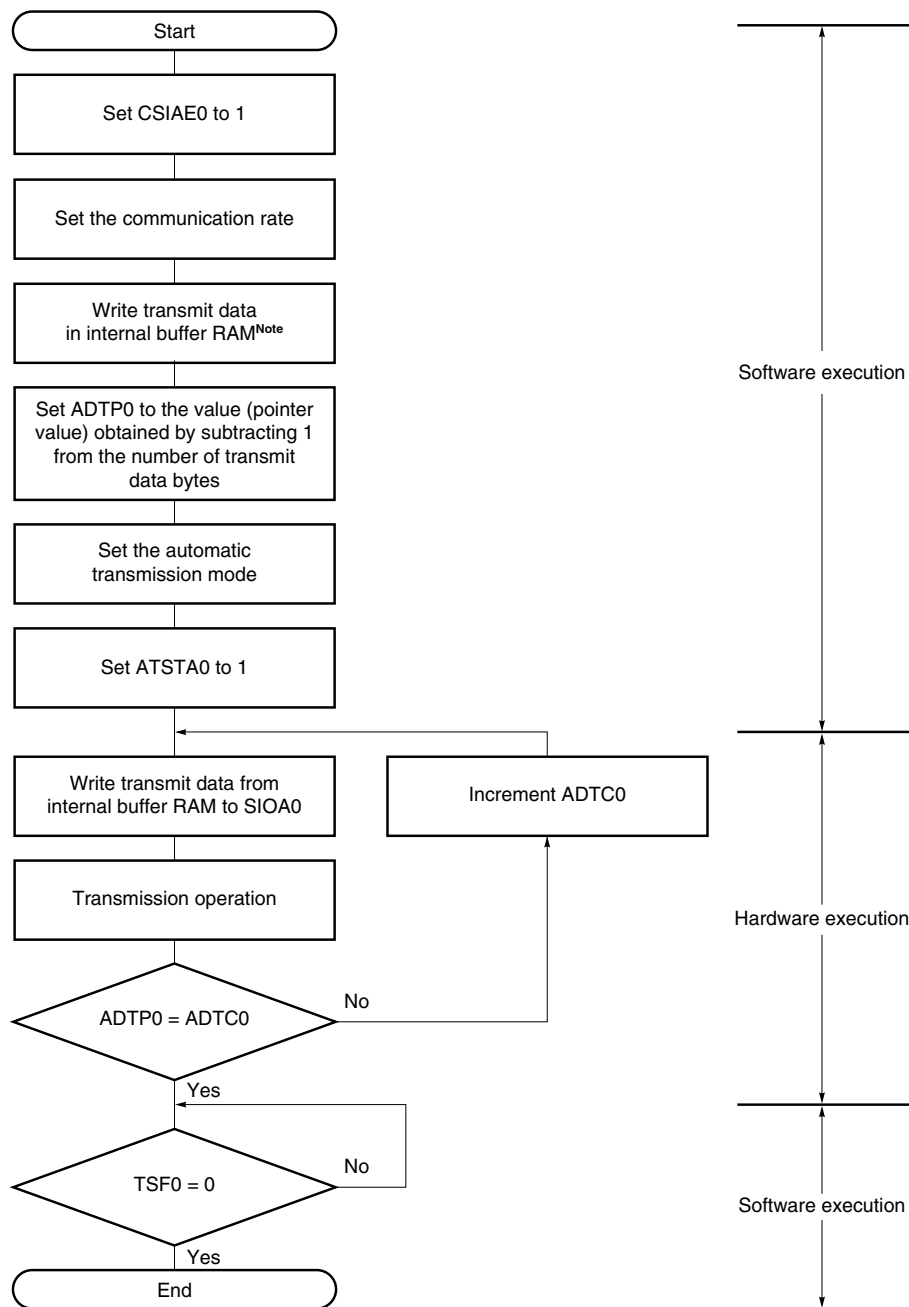 Start
Set CSIAE0 to 1
Set the communication rate
Write transmit data
in internal buffer RAMNote
Software execution
Set ADTP0 to the value (pointer
value) obtained by subtracting 1
from the number of transmit
data bytes
Set the automatic
transmission mode
Set ATSTA0 to 1
Write transmit data from
internal buffer RAM to SIOA0
Increment ADTC0
Transmission operation
Hardware execution
ADTP0 = ADTC0
No
Yes
TSF0 = 0
No
Software execution
Yes
End